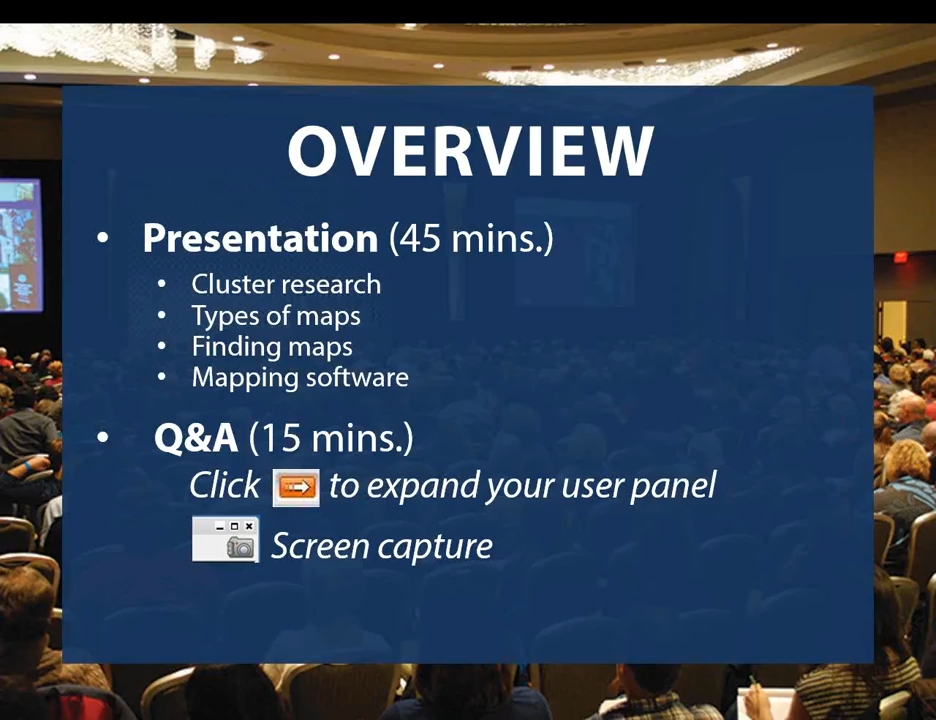 OVERVIEW
• Presentation (45 mins.)
• Cluster research
• Types of maps
• Finding maps
• Mapping software
• Q&A (15 mins.)
Click to expand your user panel
Screen capture